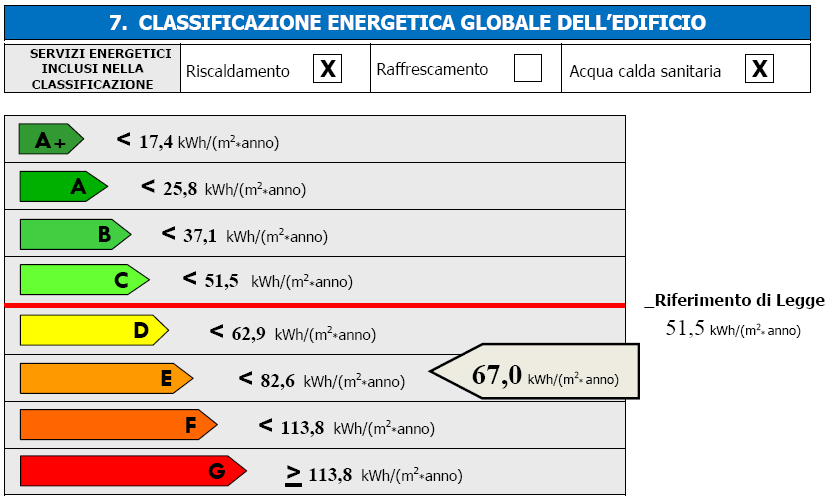 7. CLASSIFICAZIONE ENERGETICA GLOBALE DELL'EDIFICIO
SERVIZI ENERGETICI
INCLUSI NELLA
CLASSIFICAZIONE
Riscaldamento X
Raffrescamento
Acqua calda sanitaria X
A+ < 17,4 kWh/(m²*anno)
A < 25,8 kWh/(m²*anno)
B < 37,1 kWh/(m²*anno)
C < 51,5 kWh/(m²*anno)
_Riferimento di Legge
51,5 kWh/(m²*anno)
D < 62,9 kWh/(m²*anno)
E < 82,6 kWh/(m²*anno)
67,0 kWh/(m²*anno)
F < 113,8 kWh/(m²*anno)
G ≥ 113,8 kWh/(m²*anno)